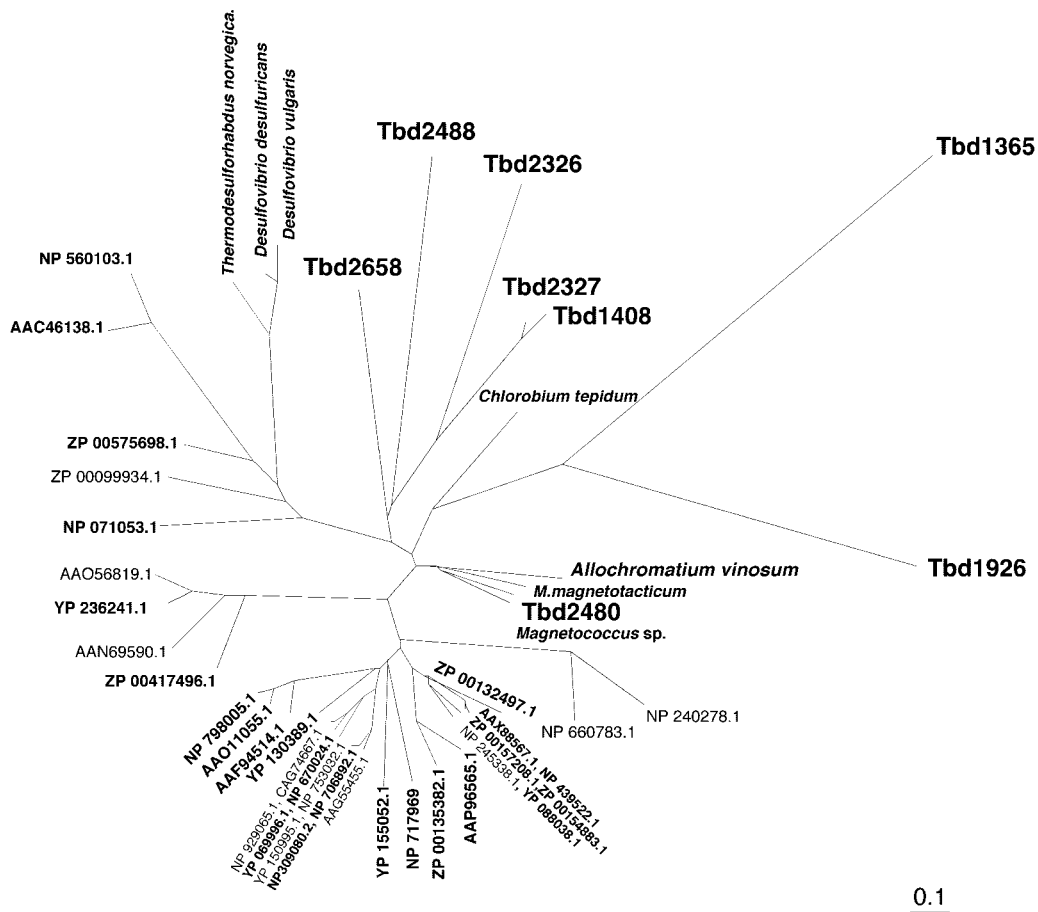 Thermodesulforhabdus norvegica.
Desulfovibrio desulfuricans
Desulfovibrio vulgaris
Tbd2488
Tbd2326
Tbd1365
NP 560103.1
Tbd2658
Tbd2327
Tbd1408
AAC46138.1
Chlorobium tepidum
ZP 00575698.1
ZP 00099934.1
NP 071053.1
AAO56819.1
Allochromatium vinosum
Tbd1926
M.magnetotacticum
YP 236241.1
Tbd2480
Magnetococcus sp.
AAN69590.1
ZP 00417496.1
ZP 00132497.1
NP 240278.1
NP 660783.1
NP 798005.1
AAO11055.1
AAF94514.1
YP 130389.1
NP 929065.1, CAG74667.1
YP 069996.1, NP 670024.1
YP 150995.1, NP 753032.1
NP309080.2, NP 706892.1
AAG55455.1
YP 155052.1
NP 717969
ZP 00135382.1
AAP96565.1
AAX88567.1, NP 439522.1
ZP 00157208.1,ZP 00154883.1
NP 245338.1, YP 088038.1
0.1